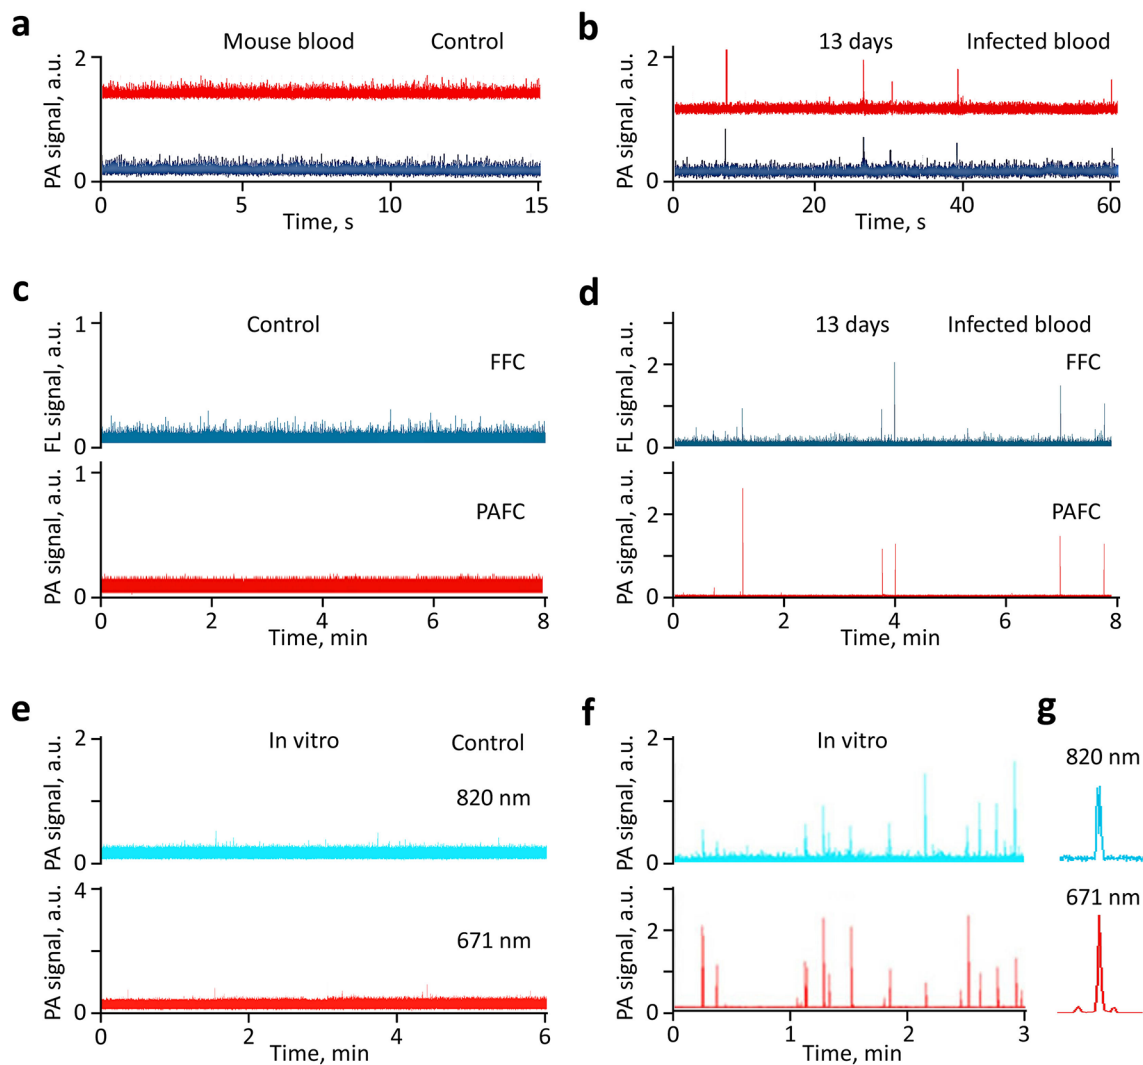 a
Mouse blood Control
PA signal, a.u.
2
0
0 5 10 15
Time, s
b
13 days Infected blood
PA signal, a.u.
2
0
0 20 40 60
Time, s
c
Control
FL signal, a.u.
1
FFC
0
PA signal, a.u.
1
PAFC
0
0 2 4 6 8
Time, min
d
13 days Infected blood
FL signal, a.u.
2
FFC
0
PA signal, a.u.
2
PAFC
0
0 2 4 6 8
Time, min
e
In vitro Control
PA signal, a.u.
2
820 nm
0
PA signal, a.u.
4
671 nm
0
0 2 4 6
Time, min
f
In vitro
PA signal, a.u.
2
0
PA signal, a.u.
2
0
0 1 2 3
Time, min
g
820 nm
671 nm